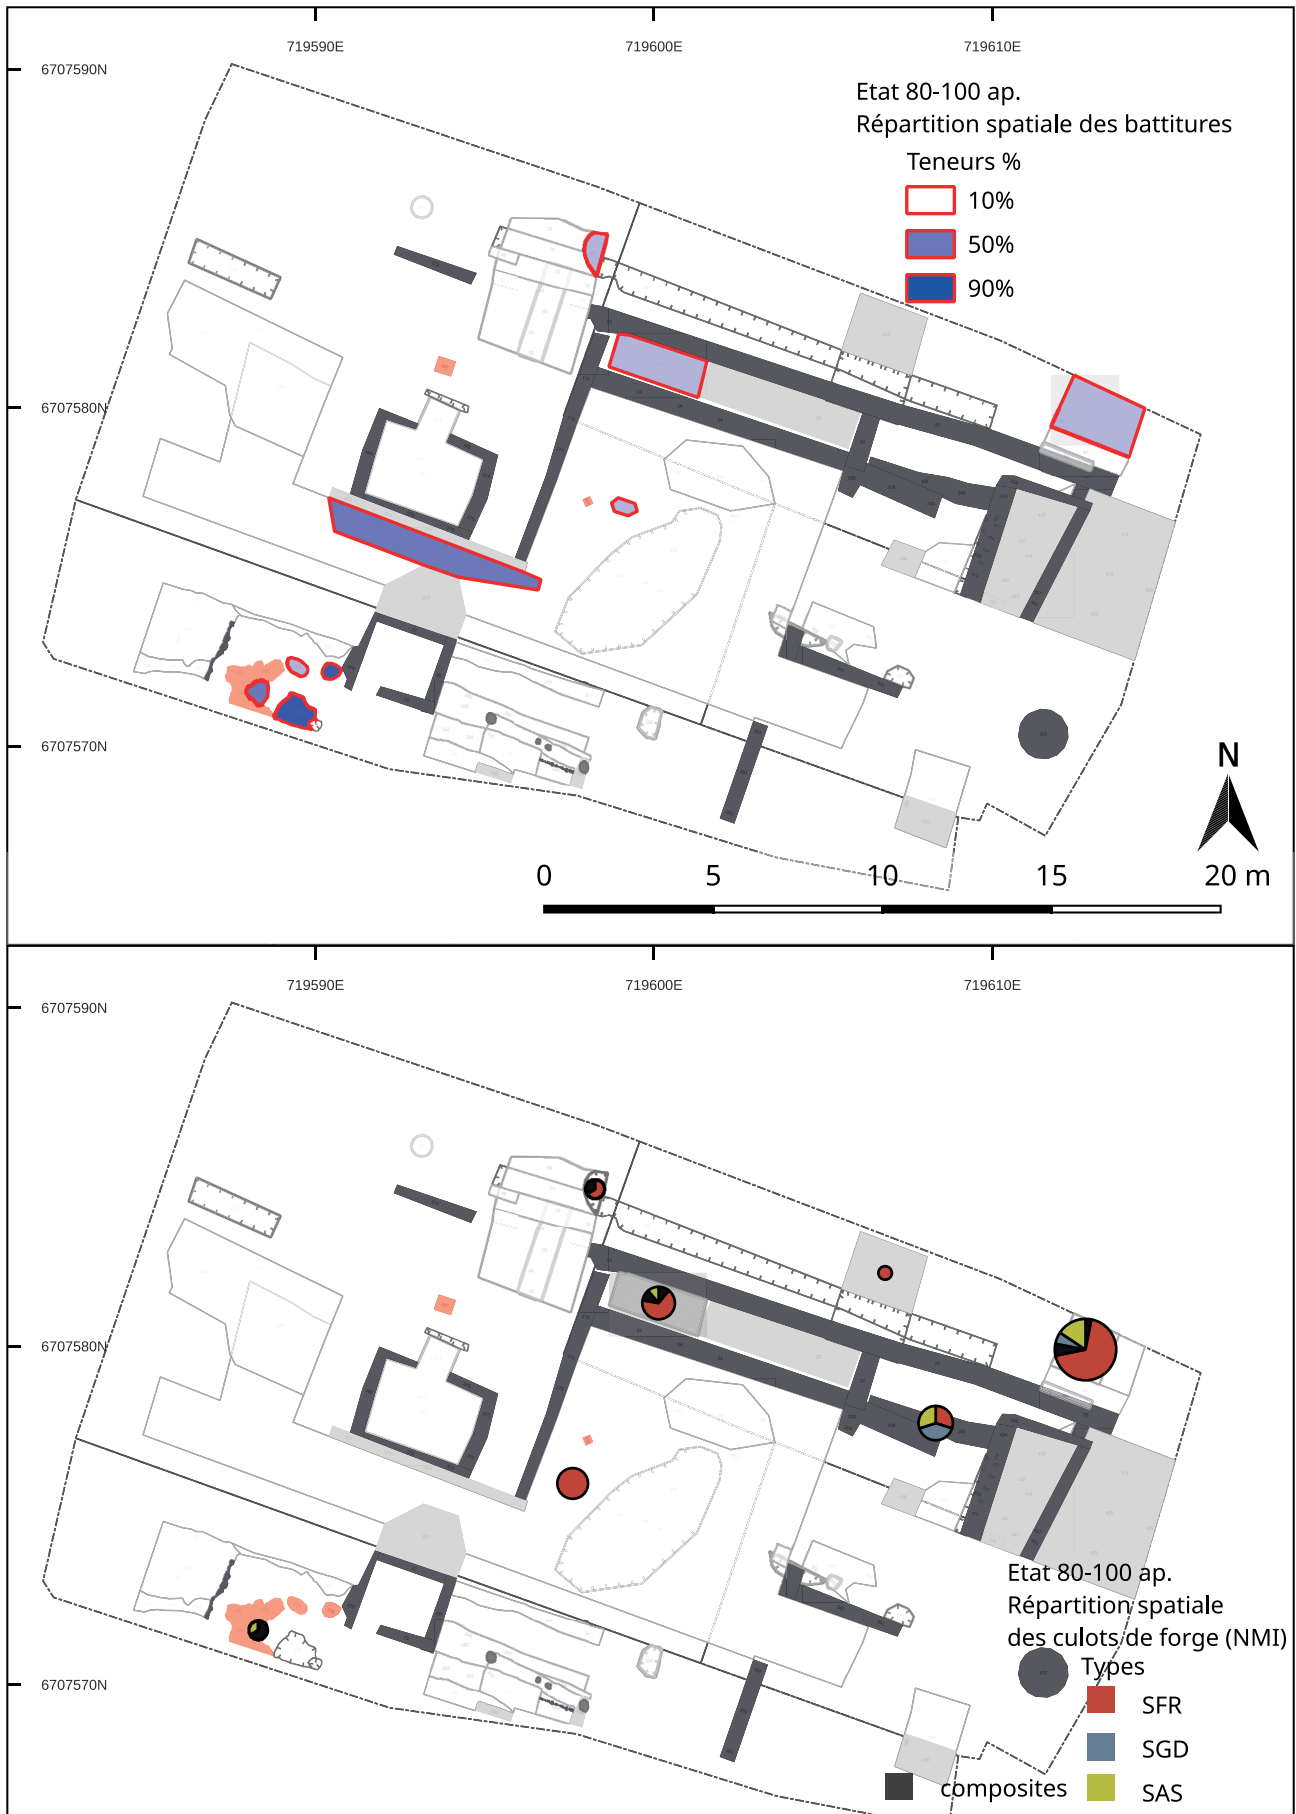 719590E 719600E 719610E
6707590N
Etat 80-100 ap.
Répartition spatiale des battitures
Teneurs %
10%
50%
90%
6707580N
6707570N
N
0 5 10 15 20 m
719590E 719600E 719610E
6707590N
6707580N
Etat 80-100 ap.
Répartition spatiale
des culots de forge (NMI)
Types
6707570N
SFR
SGD
composites SAS